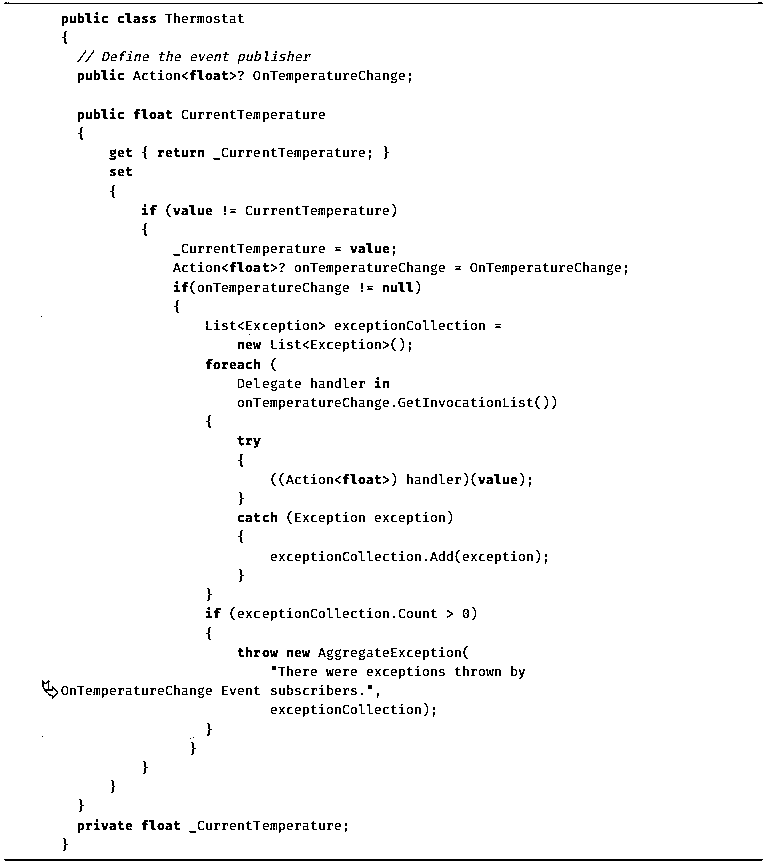 public class Thermostat
{
  // Define the event publisher
  public Action<float>? OnTemperatureChange;

  public float CurrentTemperature
  {
      get { return _CurrentTemperature; }
      set
      {
          if (value != CurrentTemperature)
          {
              _CurrentTemperature = value;
              Action<float>? onTemperatureChange = OnTemperatureChange;
              if(onTemperatureChange != null)
              {
                  List<Exception> exceptionCollection =
                      new List<Exception>();
                  foreach (
                      Delegate handler in
                      onTemperatureChange.GetInvocationList())
                  {
                      try
                      {
                          ((Action<float>) handler)(value);
                      }
                      catch (Exception exception)
                      {
                          exceptionCollection.Add(exception);
                      }
                  }
                  if (exceptionCollection.Count > 0)
                  {
                      throw new AggregateException(
                          "There were exceptions thrown by
OnTemperatureChange Event subscribers.",
                          exceptionCollection);
                  }
                }
          }
      }
  }
  private float _CurrentTemperature;
}